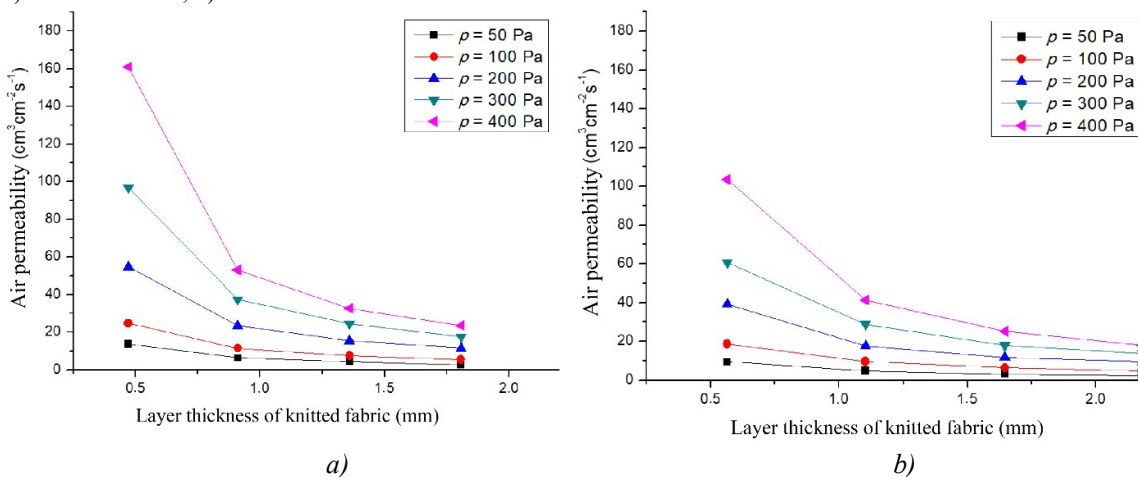 p = 50 Pa
p = 100 Pa
p = 200 Pa
p = 300 Pa
p = 400 Pa
Air permeability (cm³cm⁻²s⁻¹)
180
160
140
120
100
80
60
40
20
0
0.5 1.0 1.5 2.0
Layer thickness of knitted fabric (mm)
a)
p = 50 Pa
p = 100 Pa
p = 200 Pa
p = 300 Pa
p = 400 Pa
Air permeability (cm³cm⁻²s⁻¹)
180
160
140
120
100
80
60
40
20
0
0.5 1.0 1.5 2.0
Layer thickness of knitted fabric (mm)
b)